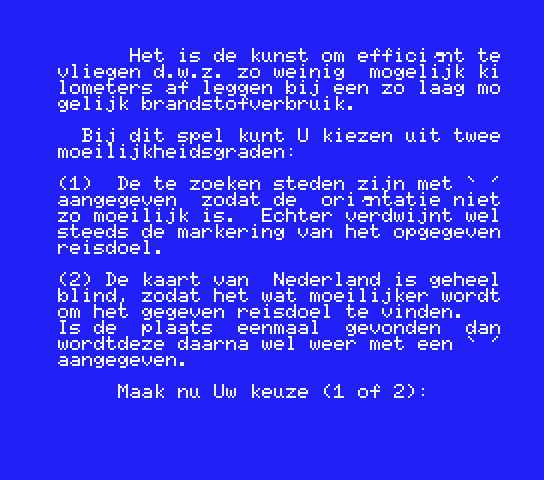 Het is de kunst om efficiënt te
vliegen d.w.z. zo weinig  mogelijk ki
lometers af leggen bij een zo laag mo
gelijk brandstofverbruik.
Bij dit spel kunt U kiezen uit twee
moeilijkheidsgraden:
(1)  De te zoeken steden zijn met ` ´
aangegeven  zodat de  oriëntatie niet
zo moeilijk is.  Echter verdwijnt wel
steeds de markering van het opgegeven
reisdoel.
(2) De kaart van  Nederland is geheel
blind, zodat het wat moeilijker wordt
om het gegeven reisdoel te vinden.
Is de  plaats  eenmaal  gevonden  dan
wordtdeze daarna wel weer met een ` ´
aangegeven.
Maak nu Uw keuze (1 of 2):